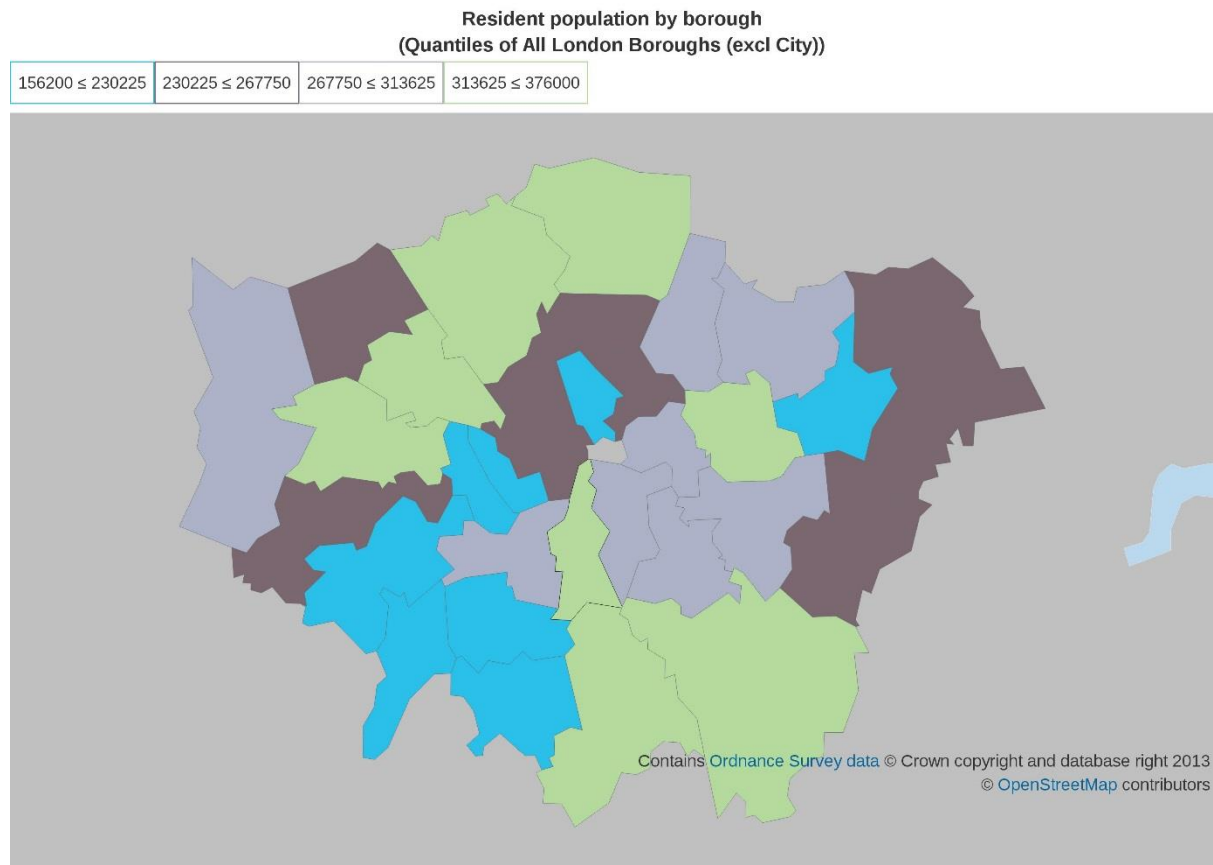 Resident population by borough
(Quantiles of All London Boroughs (excl City))
156200 ≤ 230225 230225 ≤ 267750 267750 ≤ 313625 313625 ≤ 376000
Contains Ordnance Survey data © Crown copyright and database right 2013
© OpenStreetMap contributors